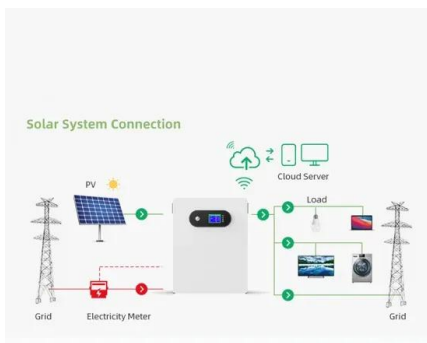 Solar System Connection
Cloud Server
PV
Load
Grid
Electricity Meter
Grid